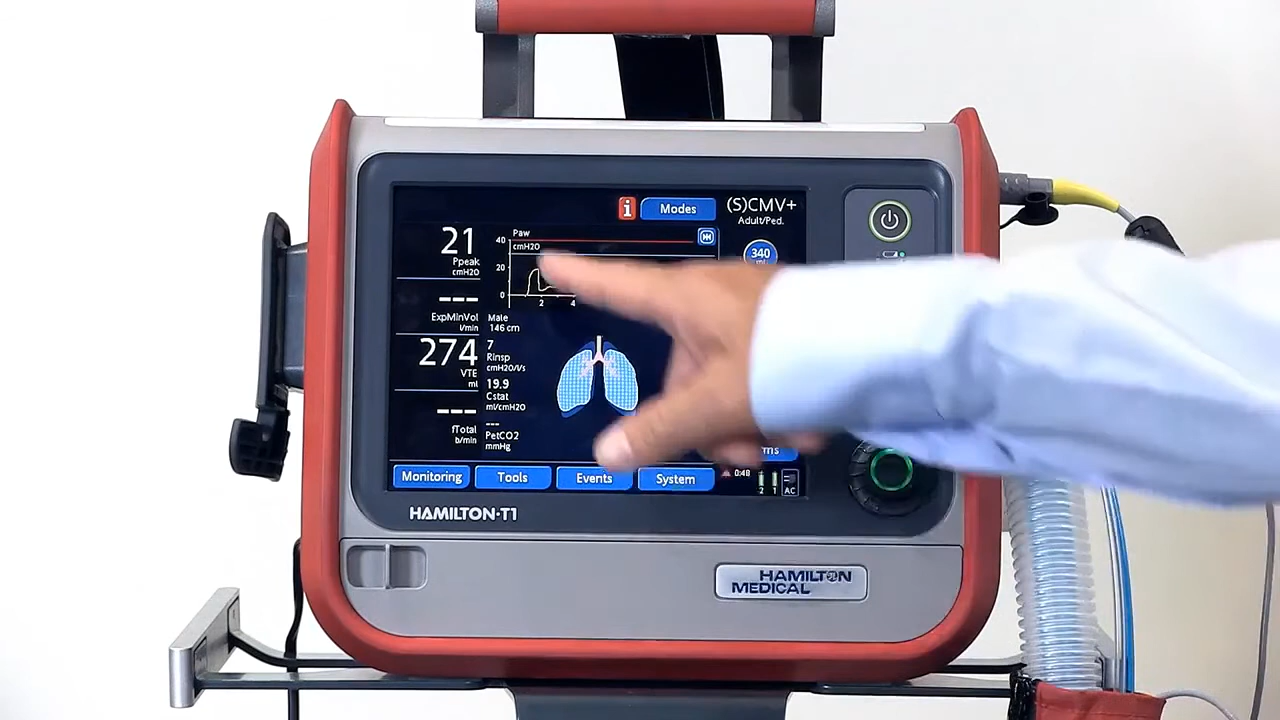 Modes
(S)CMV+
Adult/Ped.
21
Ppeak
cmH2O
Paw
40
cmH2O
20
0
2
4
340
---
ExpMinVol
l/min
274
VTE
ml
---
fTotal
b/min
Male
146 cm
7
Rinsp
cmH2O/l/s
19.9
Cstat
ml/cmH2O
---
PetCO2
mmHg
Monitoring
Tools
Events
System
0:48
2 1
AC
HAMILTON-T1
HAMILTON
MEDICAL